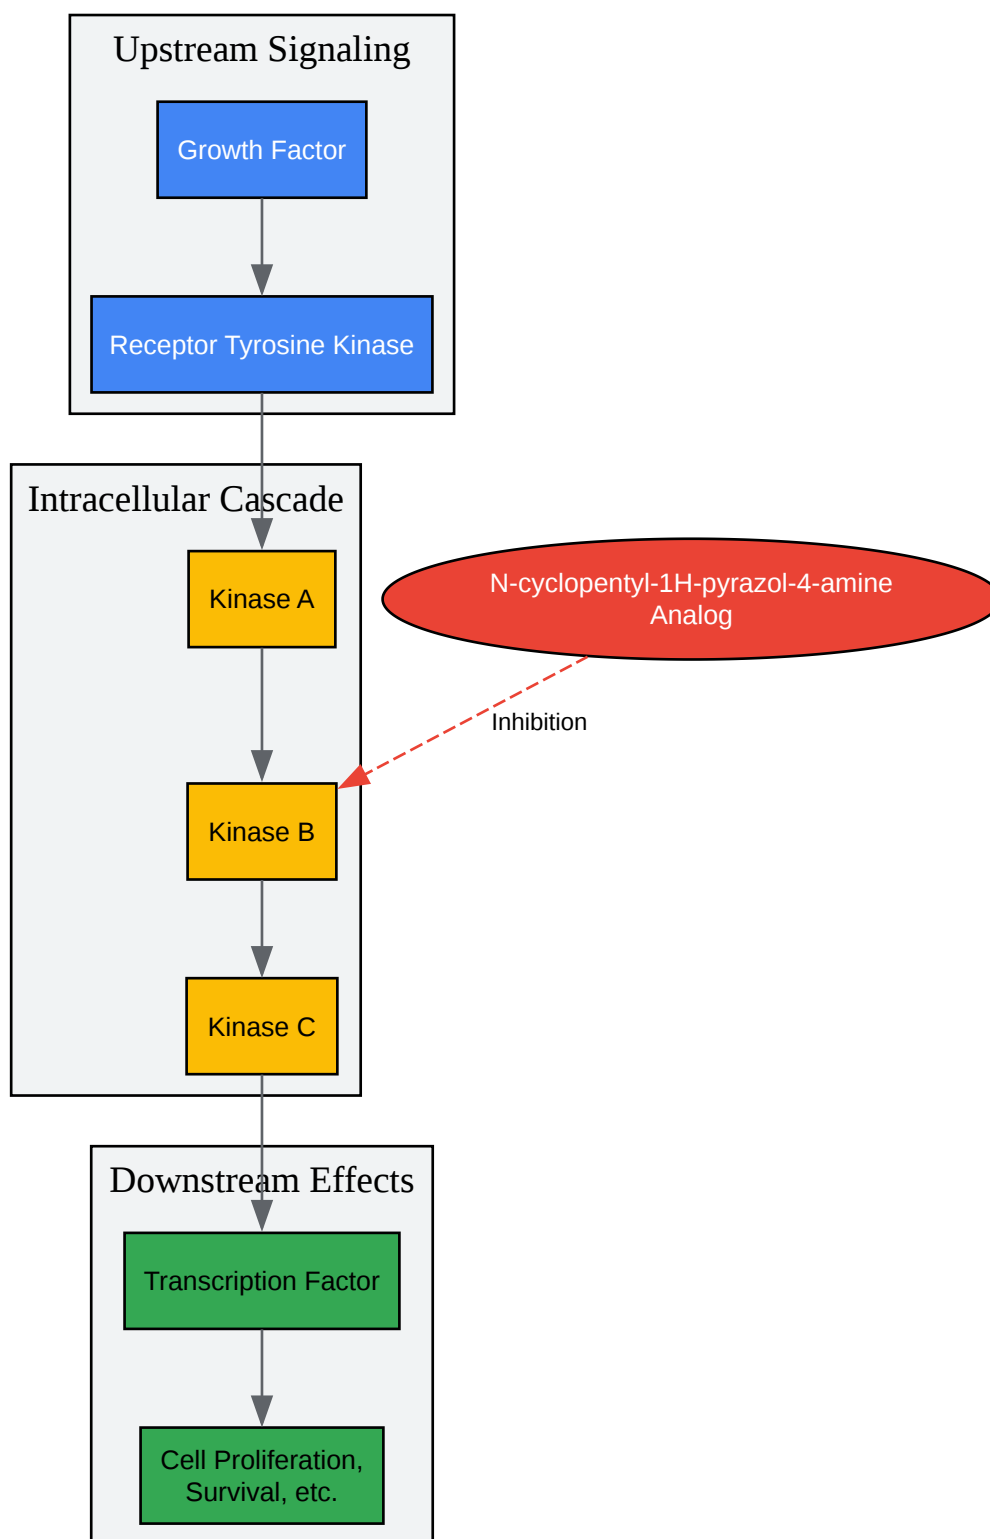 Upstream Signaling
Growth Factor
Receptor Tyrosine Kinase
Intracellular Cascade
Kinase A
N-cyclopentyl-1H-pyrazol-4-amine
Analog
Inhibition
Kinase B
Kinase C
Downstream Effects
Transcription Factor
Cell Proliferation,
Survival, etc.